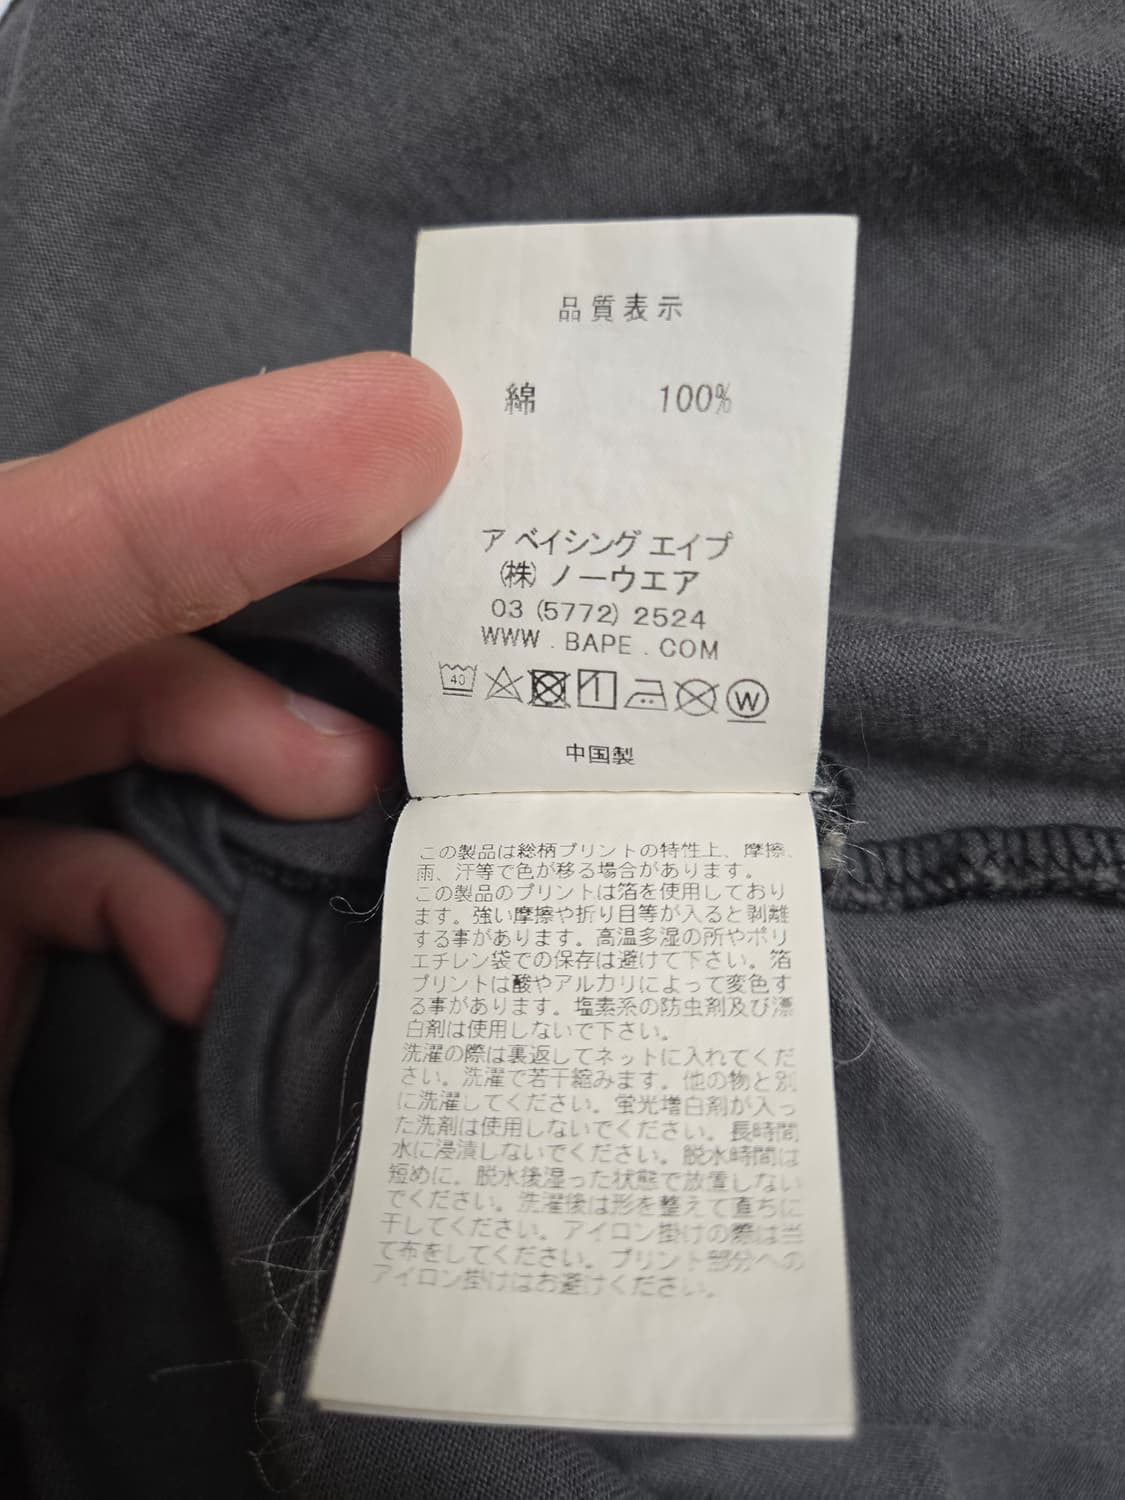 品質表示
綿 100%
ア ベイシング エイプ
㈱ ノーウエア
03 (5772) 2524
WWW . BAPE . COM
40
W
中国製
この製品は総柄プリントの特性上、摩擦、
雨、汗等で色が移る場合があります。
この製品のプリントは箔を使用しており
ます。強い摩擦や折り目等が入ると剥離
する事があります。高温多湿の所やポリ
エチレン袋での保存は避けて下さい。箔
プリントは酸やアルカリによって変色す
る事があります。塩素系の防虫剤及び漂
白剤は使用しないで下さい。
洗濯の際は裏返してネットに入れてくだ
さい。洗濯で若干縮みます。他の物と別
に洗濯してください。蛍光増白剤が入っ
た洗剤は使用しないでください。長時間
水に浸漬しないでください。脱水時間は
短めに。脱水後湿った状態で放置しない
でください。洗濯後は形を整えて直ちに
干してください。アイロン掛けの際は当
て布をしてください。プリント部分への
アイロン掛けはお避けください。